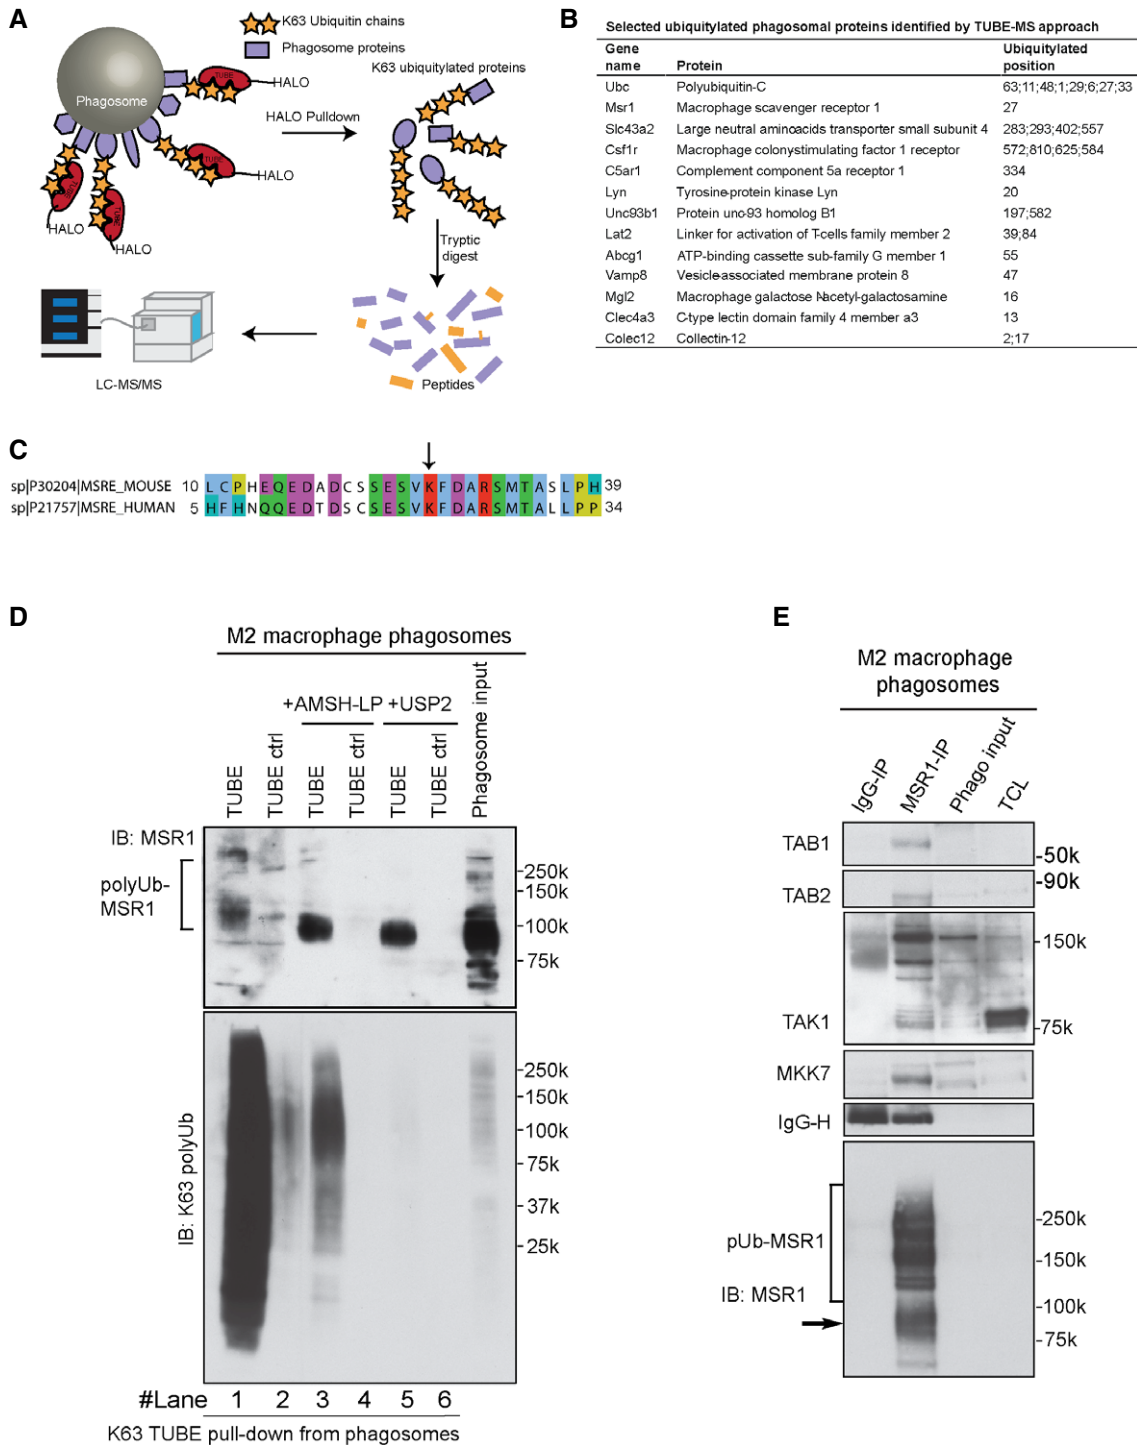 A
K63 Ubiquitin chains
Phagosome proteins
Phagosome
TUBE
HALO
K63 ubiquitylated proteins
HALO Pulldown
TUBE
HALO
TUBE
HALO
TUBE
HALO
Tryptic
digest
Peptides
LC-MS/MS
B
Selected ubiquitylated phagosomal proteins identified by TUBE-MS approach
Gene name Protein Ubiquitylated position
Ubc Polyubiquitin-C 63;11;48;1;29;6;27;33
Msr1 Macrophage scavenger receptor 1 27
Slc43a2 Large neutral aminoacids transporter small subunit 4 283;293;402;557
Csf1r Macrophage colonystimulating factor 1 receptor 572;810;625;584
C5ar1 Complement component 5a receptor 1 334
Lyn Tyrosine-protein kinase Lyn 20
Unc93b1 Protein unc-93 homolog B1 197;582
Lat2 Linker for activation of T-cells family member 2 39;84
Abcg1 ATP-binding cassette sub-family G member 1 55
Vamp8 Vesicle-associated membrane protein 8 47
Mgl2 Macrophage galactose N-acetyl-galactosamine 16
Clec4a3 C-type lectin domain family 4 member a3 13
Colec12 Collectin-12 2;17
C
sp|P30204|MSRE_MOUSE 10 LCPHEQEDADCSSESVKFDARSMTASLPH 39
sp|P21757|MSRE_HUMAN 5 HFHNQQEDTDSCSESVKFDARSMTALLPP 34
D
M2 macrophage phagosomes
+AMSH-LP +USP2
TUBE
TUBE ctrl
TUBE
TUBE ctrl
TUBE
TUBE ctrl
Phagosome input
IB: MSR1
polyUb-
MSR1
-250k
-150k
-100k
-75k
IB: K63 polyUb
-250k
-150k
-100k
-75k
-37k
-25k
#Lane 1 2 3 4 5 6
K63 TUBE pull-down from phagosomes
E
M2 macrophage
phagosomes
IgG-IP
MSR1-IP
Phago input
TCL
TAB1
-50k
-90k
TAB2
-150k
TAK1
-75k
MKK7
IgG-H
pUb-MSR1
IB: MSR1
-250k
-150k
-100k
-75k